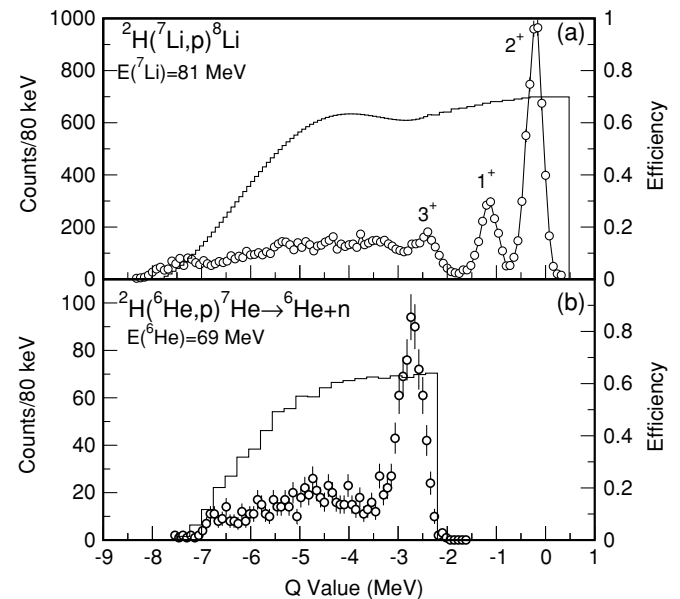 1000
800
600
400
200
0
Counts/80 keV
²H(⁷Li,p)⁸Li
E(⁷Li)=81 MeV
3⁺
1⁺
2⁺
(a)
1
0.8
0.6
0.4
0.2
0
Efficiency
100
80
60
40
20
0
Counts/80 keV
²H(⁶He,p)⁷He→⁶He+n
E(⁶He)=69 MeV
(b)
0.8
0.6
0.4
0.2
0
Efficiency
-9 -8 -7 -6 -5 -4 -3 -2 -1 0 1
Q Value (MeV)